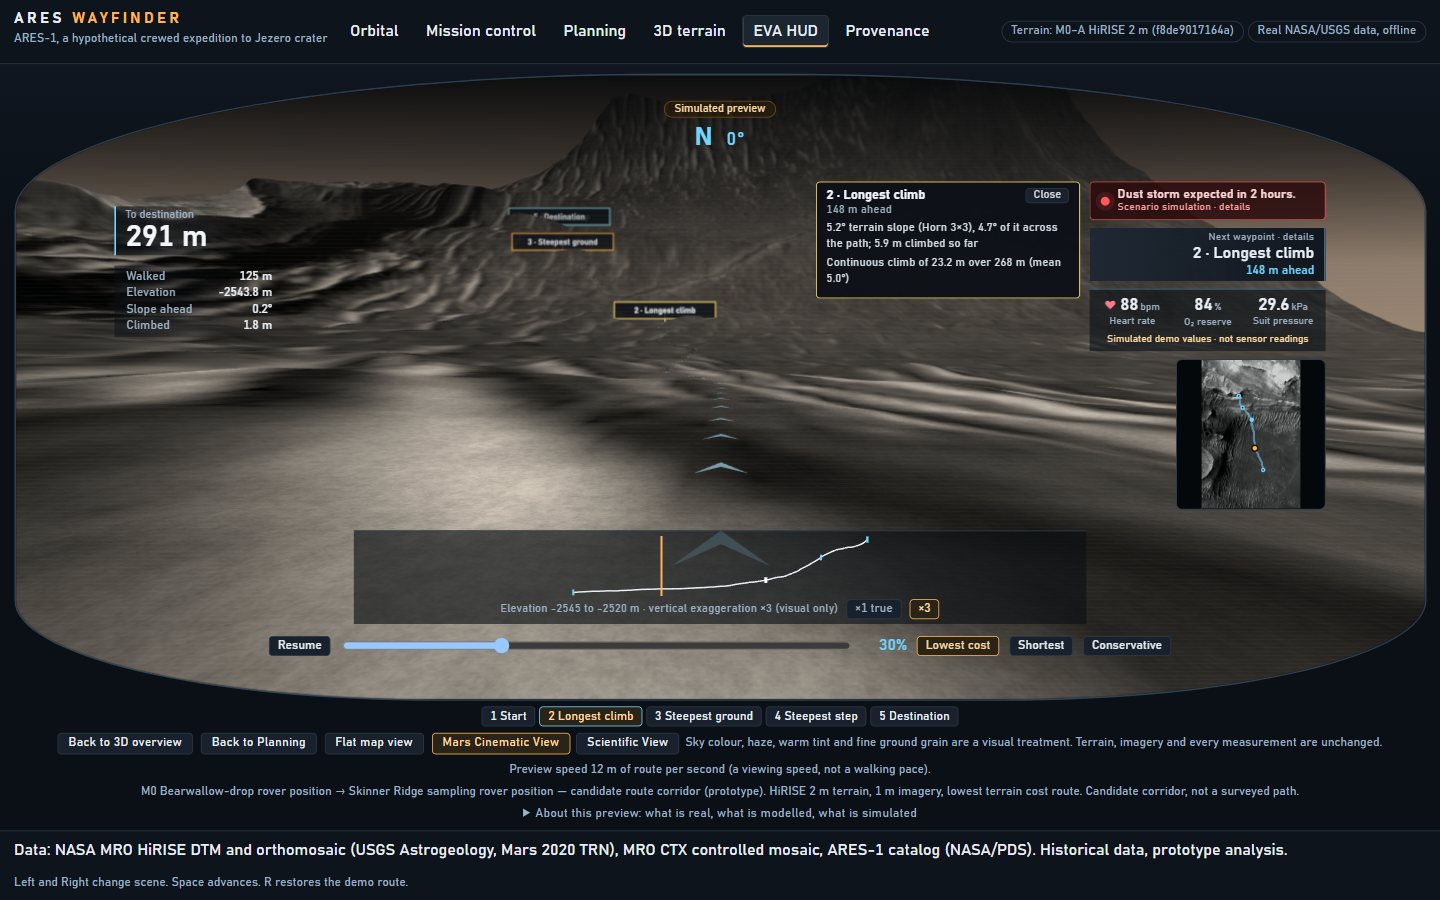 ARES WAYFINDER
ARES-1, a hypothetical crewed expedition to Jezero crater
Orbital
Mission control
Planning
3D terrain
EVA HUD
Provenance
Terrain: M0-A HiRISE 2 m (f8de9017164a)
Real NASA/USGS data, offline
Simulated preview
N 0°
To destination
291 m
Walked 125 m
Elevation -2543.8 m
Slope ahead 0.2°
Climbed 1.8 m
Destination
3 · Steepest ground
2 · Longest climb
2 · Longest climb
Close
148 m ahead
5.2° terrain slope (Horn 3×3), 4.7° of it across
the path; 5.9 m climbed so far
Continuous climb of 23.2 m over 268 m (mean
5.0°)
Dust storm expected in 2 hours.
Scenario simulation · details
Next waypoint · details
2 · Longest climb
148 m ahead
88 bpm 84 % 29.6 kPa
Heart rate O₂ reserve Suit pressure
Simulated demo values · not sensor readings
Elevation -2545 to -2520 m · vertical exaggeration ×3 (visual only)
×1 true
×3
Resume
30%
Lowest cost
Shortest
Conservative
1 Start
2 Longest climb
3 Steepest ground
4 Steepest step
5 Destination
Back to 3D overview
Back to Planning
Flat map view
Mars Cinematic View
Scientific View
Sky colour, haze, warm tint and fine ground grain are a visual treatment. Terrain, imagery and every measurement are unchanged.
Preview speed 12 m of route per second (a viewing speed, not a walking pace).
M0 Bearwallow-drop rover position → Skinner Ridge sampling rover position — candidate route corridor (prototype). HiRISE 2 m terrain, 1 m imagery, lowest terrain cost route. Candidate corridor, not a surveyed path.
▶ About this preview: what is real, what is modelled, what is simulated
Data: NASA MRO HiRISE DTM and orthomosaic (USGS Astrogeology, Mars 2020 TRN), MRO CTX controlled mosaic, ARES-1 catalog (NASA/PDS). Historical data, prototype analysis.
Left and Right change scene. Space advances. R restores the demo route.